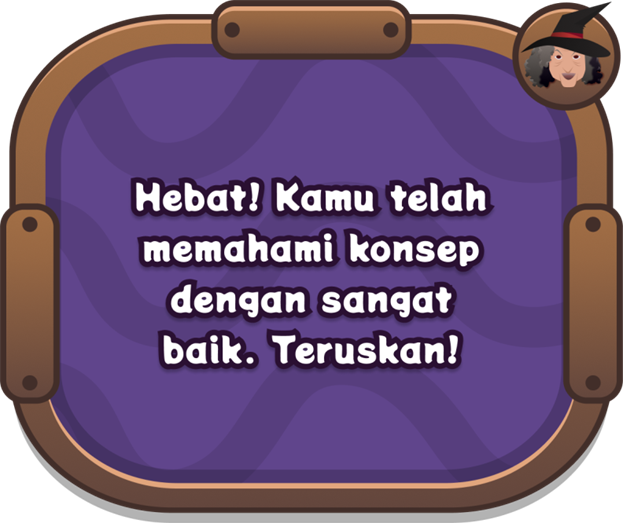 Hebat! Kamu telah
memahami konsep
dengan sangat
baik. Teruskan!